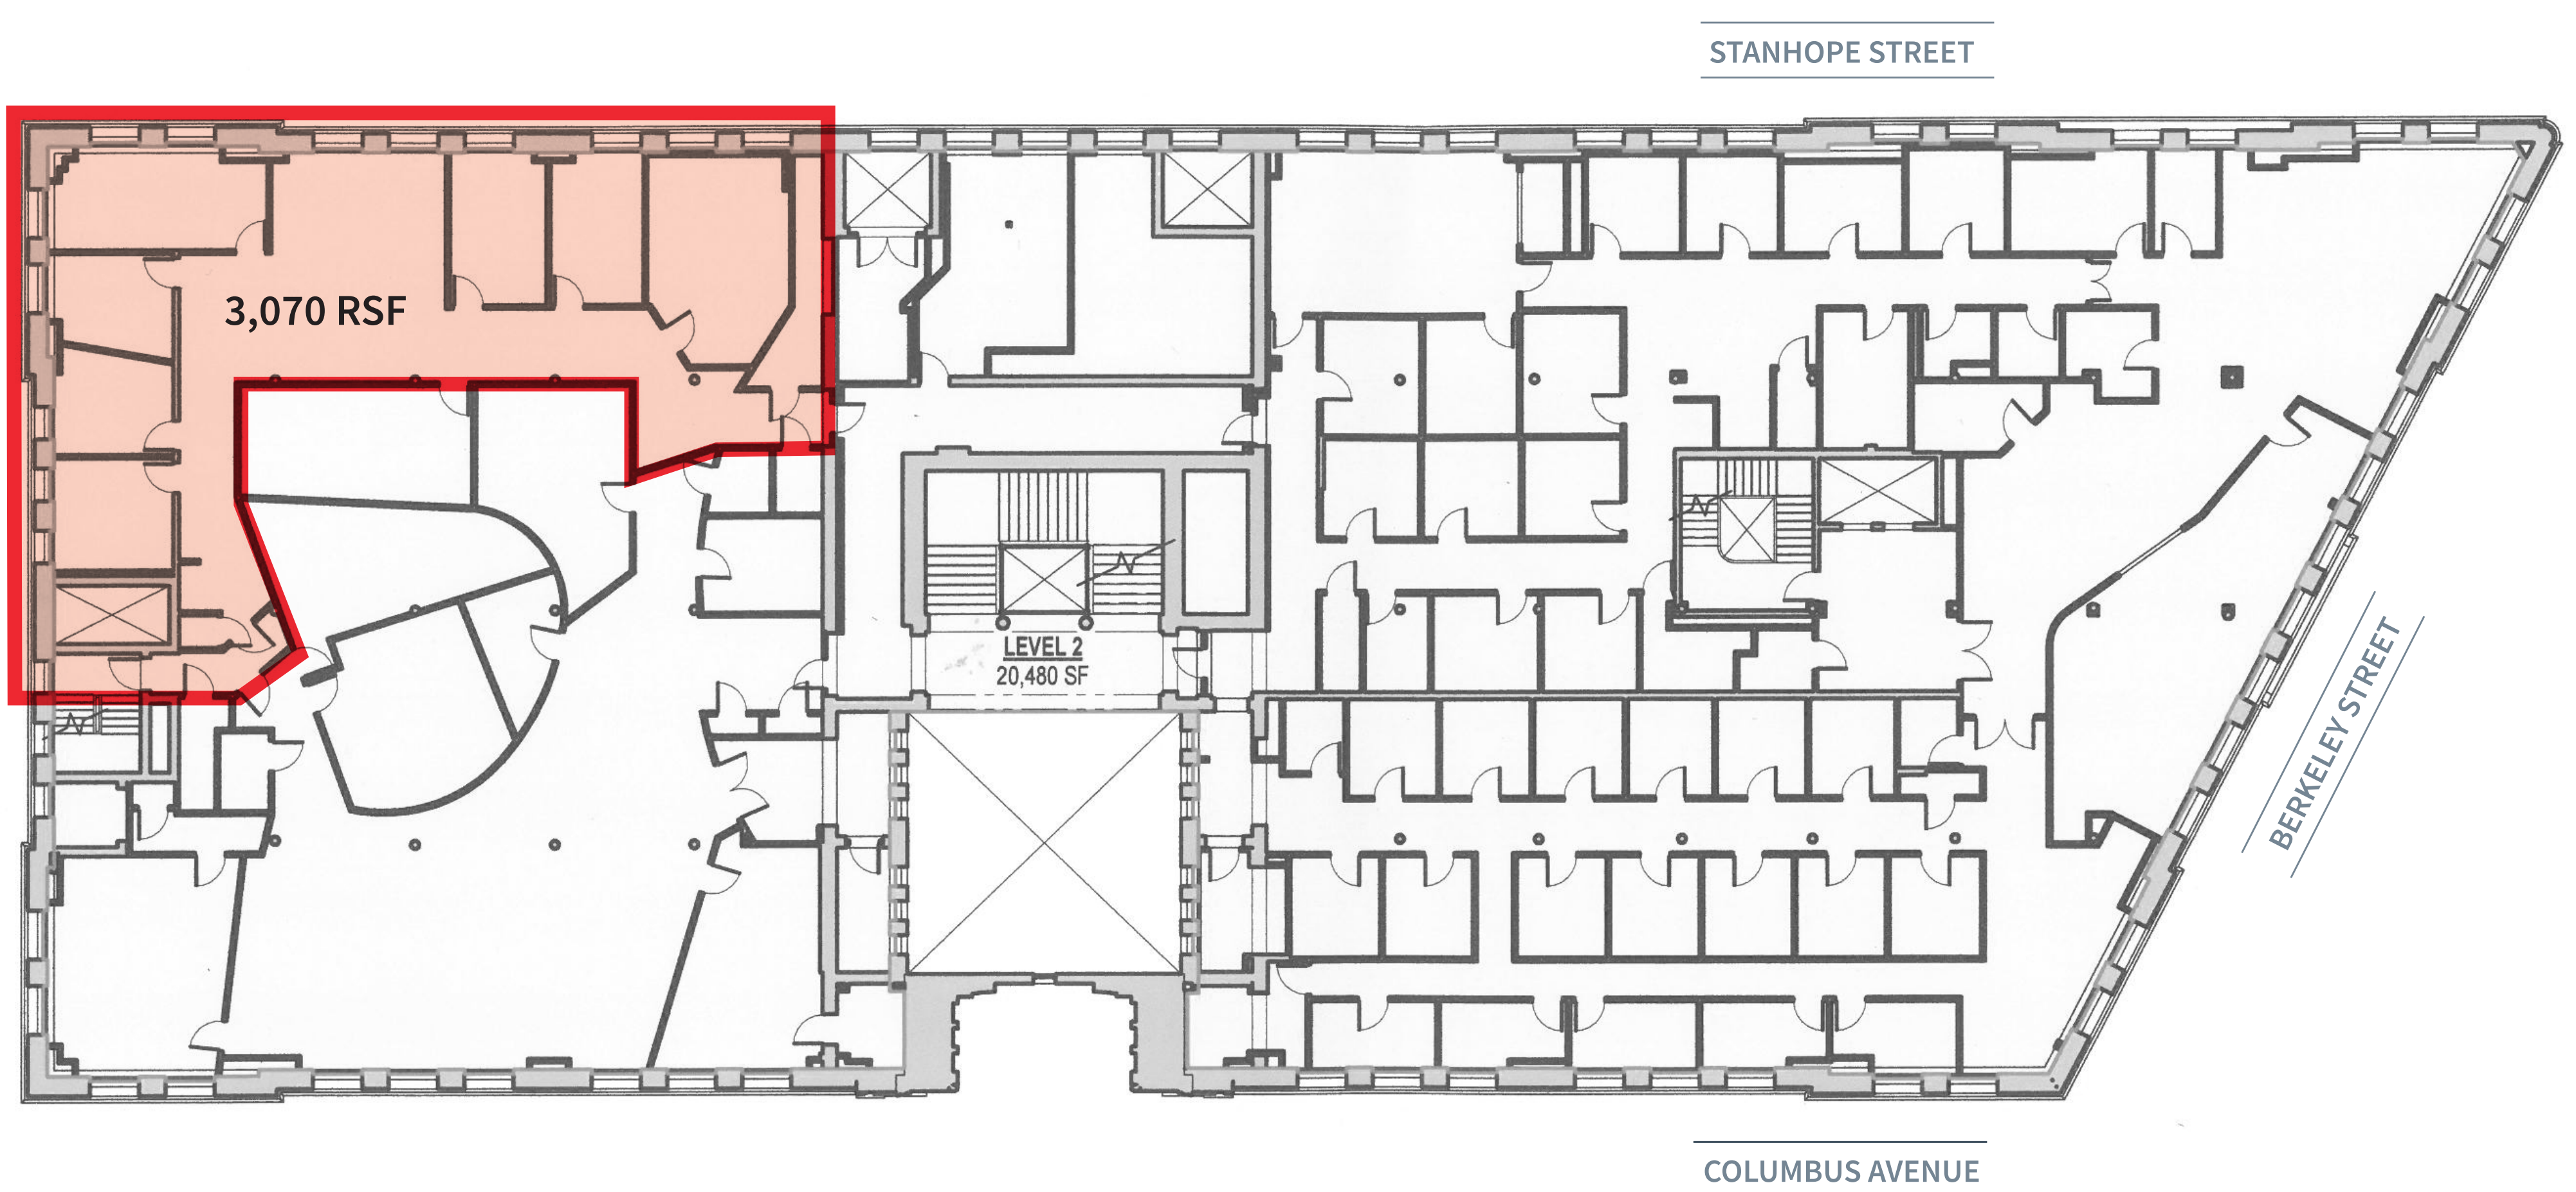 STANHOPE STREET
3,070 RSF
LEVEL 2
20,480 SF
BERKELEY STREET
COLUMBUS AVENUE